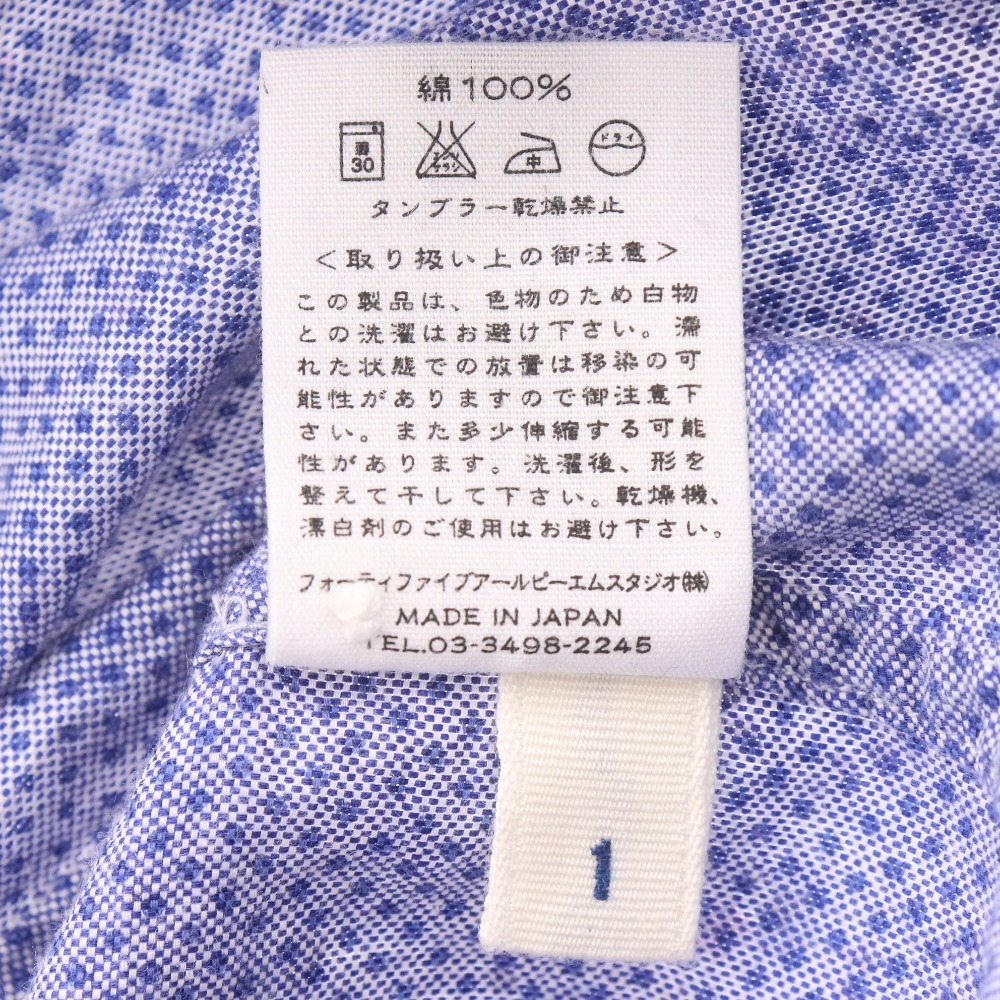 綿100%
弱 30 エンソ サラシ 中 ドライ
タンブラー乾燥禁止
<取り扱い上の御注意>
この製品は、色物のため白物
との洗濯はお避け下さい。濡
れた状態での放置は移染の可
能性がありますので御注意下
さい。また多少伸縮する可能
性があります。洗濯後、形を
整えて干して下さい。乾燥機、
漂白剤のご使用はお避け下さい。
フォーティファイブアールピーエムスタジオ㈱
MADE IN JAPAN
TEL.03-3498-2245
1